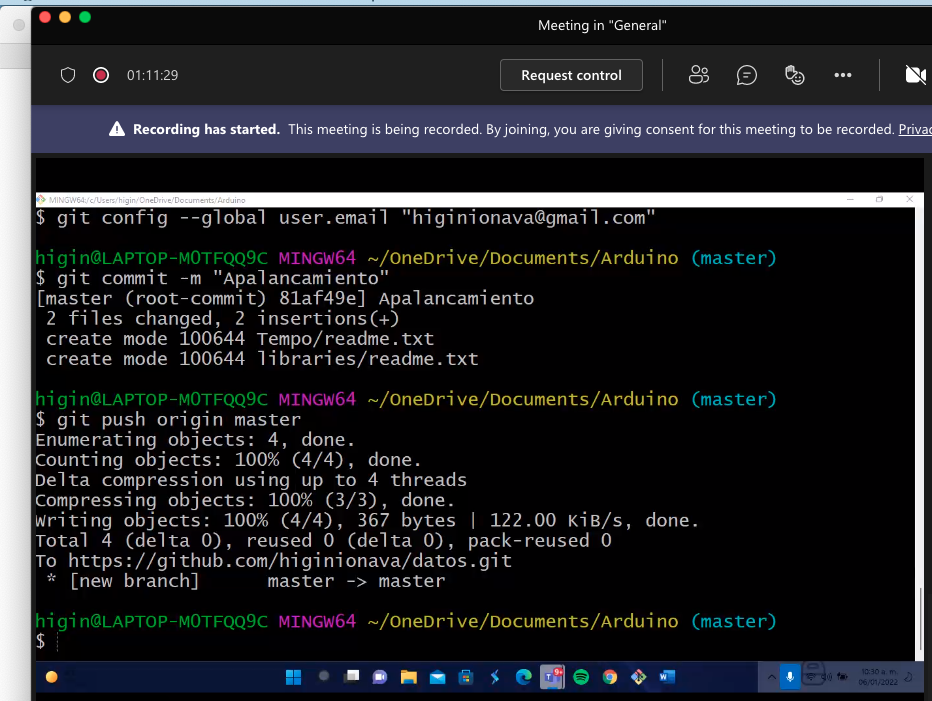 Meeting in "General"
01:11:29
Request control
Recording has started. This meeting is being recorded. By joining, you are giving consent for this meeting to be recorded. Privac
MINGW64:/c/Users/higin/OneDrive/Documents/Arduino
$ git config --global user.email "higinionava@gmail.com"
higin@LAPTOP-M0TFQQ9C MINGW64 ~/OneDrive/Documents/Arduino (master)
$ git commit -m "Apalancamiento"
[master (root-commit) 81af49e] Apalancamiento
2 files changed, 2 insertions(+)
create mode 100644 Tempo/readme.txt
create mode 100644 libraries/readme.txt
higin@LAPTOP-M0TFQQ9C MINGW64 ~/OneDrive/Documents/Arduino (master)
$ git push origin master
Enumerating objects: 4, done.
Counting objects: 100% (4/4), done.
Delta compression using up to 4 threads
Compressing objects: 100% (3/3), done.
Writing objects: 100% (4/4), 367 bytes | 122.00 KiB/s, done.
Total 4 (delta 0), reused 0 (delta 0), pack-reused 0
To https://github.com/higinionava/datos.git
* [new branch]      master -> master
higin@LAPTOP-M0TFQQ9C MINGW64 ~/OneDrive/Documents/Arduino (master)
$
10:30 a. m.
06/01/2022